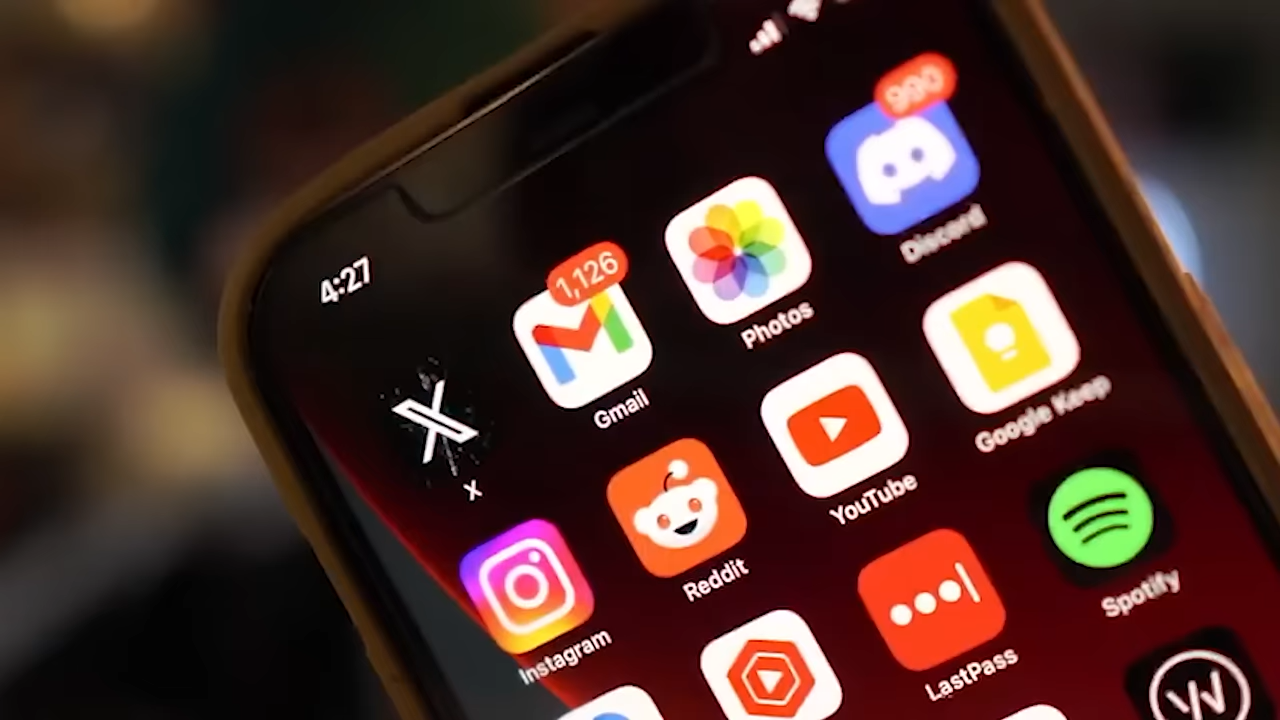 4:27
X
1,126
Gmail
Photos
990
Discord
Instagram
Reddit
YouTube
Google Keep
LastPass
Spotify